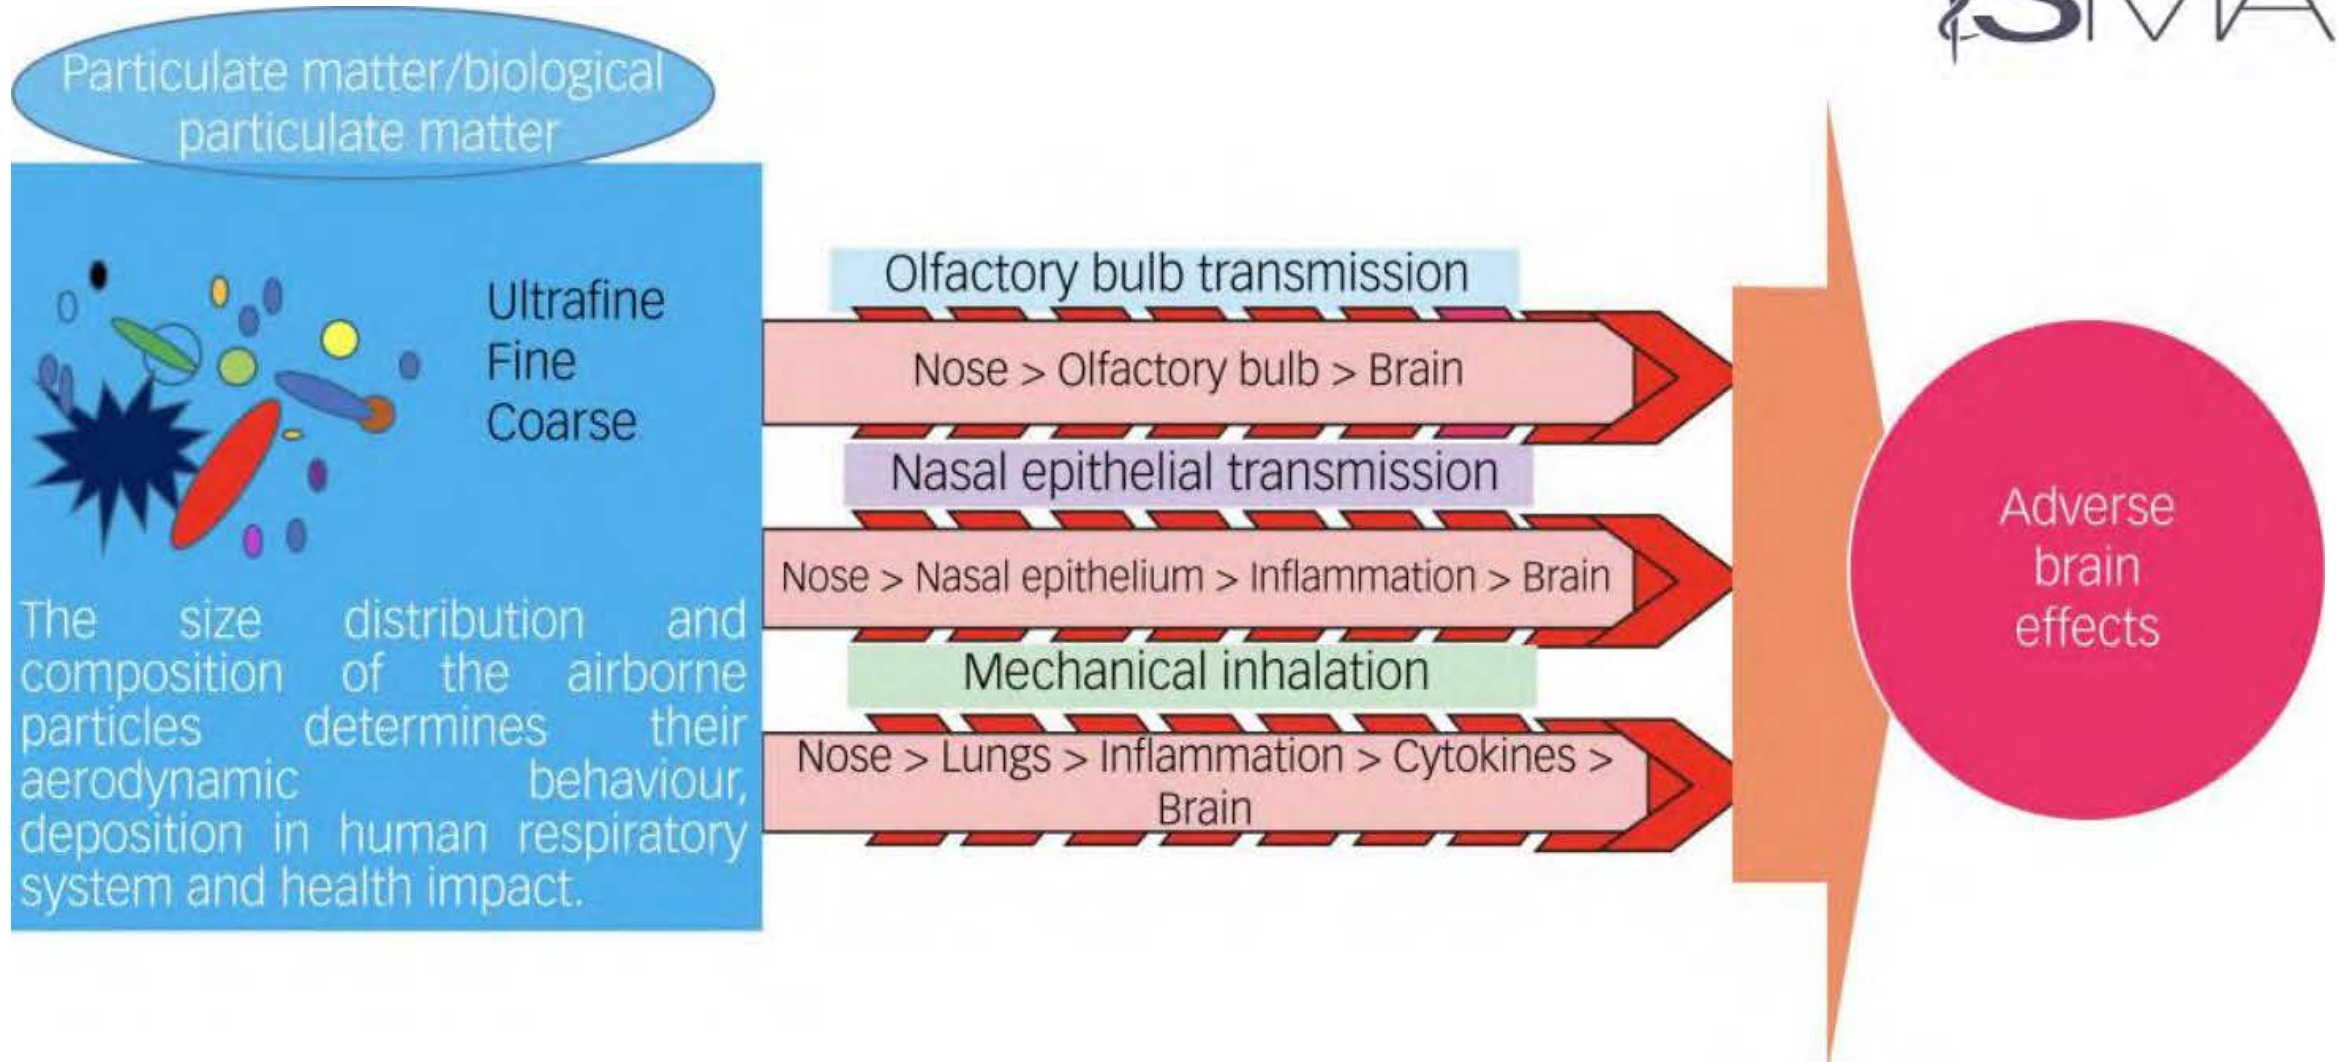 Particulate matter/biological
particulate matter
Ultrafine
Fine
Coarse
The size distribution and
composition of the airborne
particles determines their
aerodynamic behaviour,
deposition in human respiratory
system and health impact.
Olfactory bulb transmission
Nose > Olfactory bulb > Brain
Nasal epithelial transmission
Nose > Nasal epithelium > Inflammation > Brain
Mechanical inhalation
Nose > Lungs > Inflammation > Cytokines >
Brain
Adverse
brain
effects